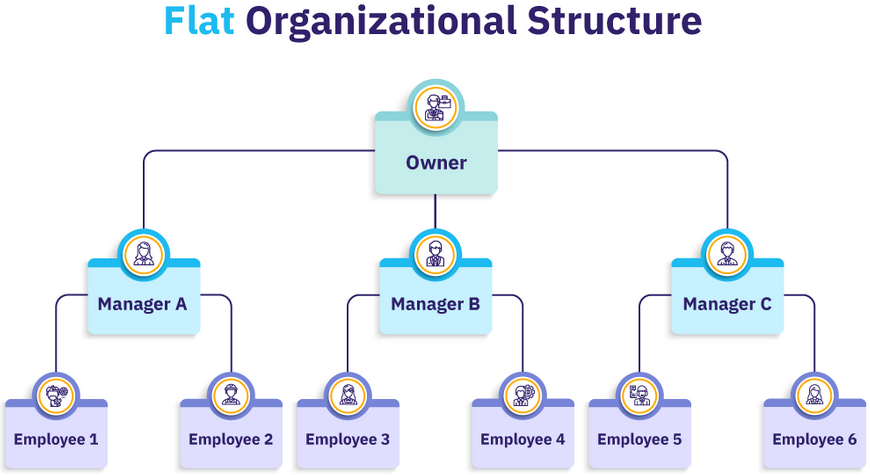 Flat Organizational Structure
Owner
Manager A
Manager B
Manager C
Employee 1
Employee 2
Employee 3
Employee 4
Employee 5
Employee 6